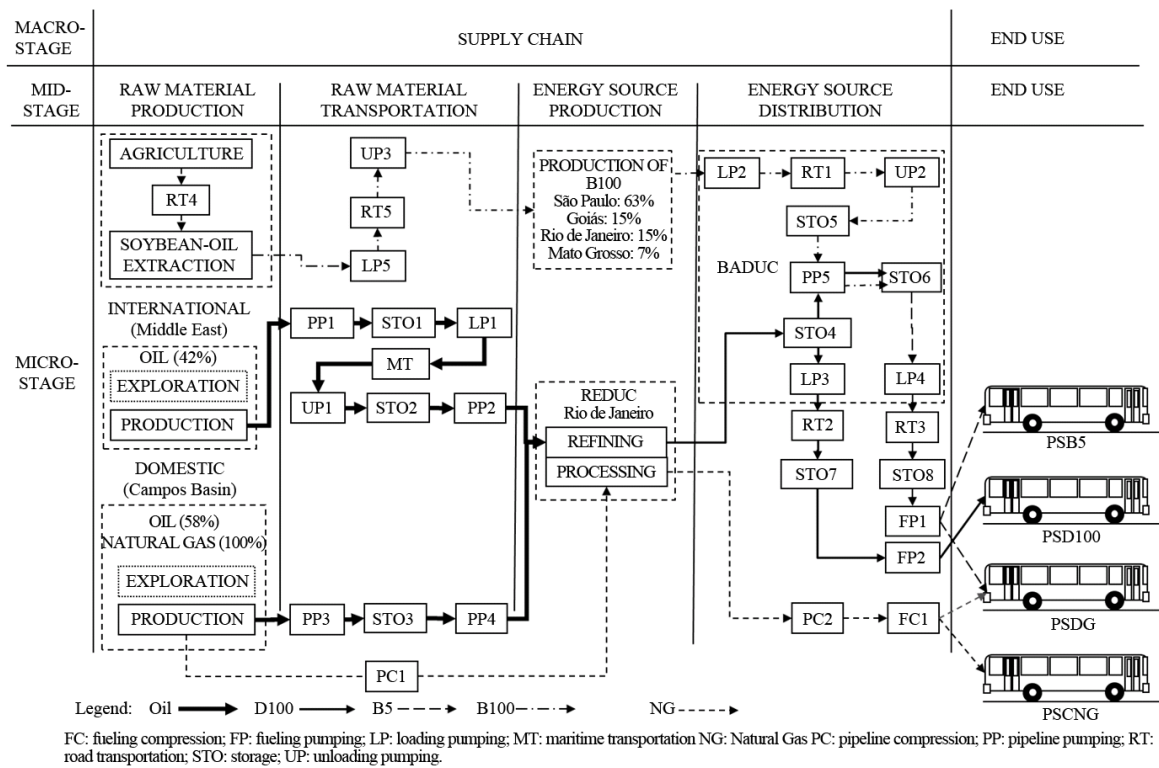 MACRO-
STAGE
SUPPLY CHAIN
END USE
MID-
STAGE
RAW MATERIAL
PRODUCTION
RAW MATERIAL
TRANSPORTATION
ENERGY SOURCE
PRODUCTION
ENERGY SOURCE
DISTRIBUTION
END USE
MICRO-
STAGE
AGRICULTURE
RT4
SOYBEAN-OIL
EXTRACTION
INTERNATIONAL
(Middle East)
OIL (42%)
EXPLORATION
PRODUCTION
DOMESTIC
(Campos Basin)
OIL (58%)
NATURAL GAS (100%)
EXPLORATION
PRODUCTION
UP3
RT5
LP5
PP1
STO1
LP1
MT
UP1
STO2
PP2
PP3
STO3
PP4
PC1
PRODUCTION OF
B100
São Paulo: 63%
Goiás: 15%
Rio de Janeiro: 15%
Mato Grosso: 7%
REDUC
Rio de Janeiro
REFINING
PROCESSING
LP2
RT1
UP2
STO5
BADUC
PP5
STO6
STO4
LP3
LP4
RT2
RT3
STO7
STO8
FP1
FP2
PC2
FC1
PSB5
PSD100
PSDG
PSCNG
Legend: Oil D100 B5 B100 NG
FC: fueling compression; FP: fueling pumping; LP: loading pumping; MT: maritime transportation NG: Natural Gas PC: pipeline compression; PP: pipeline pumping; RT:
road transportation; STO: storage; UP: unloading pumping.